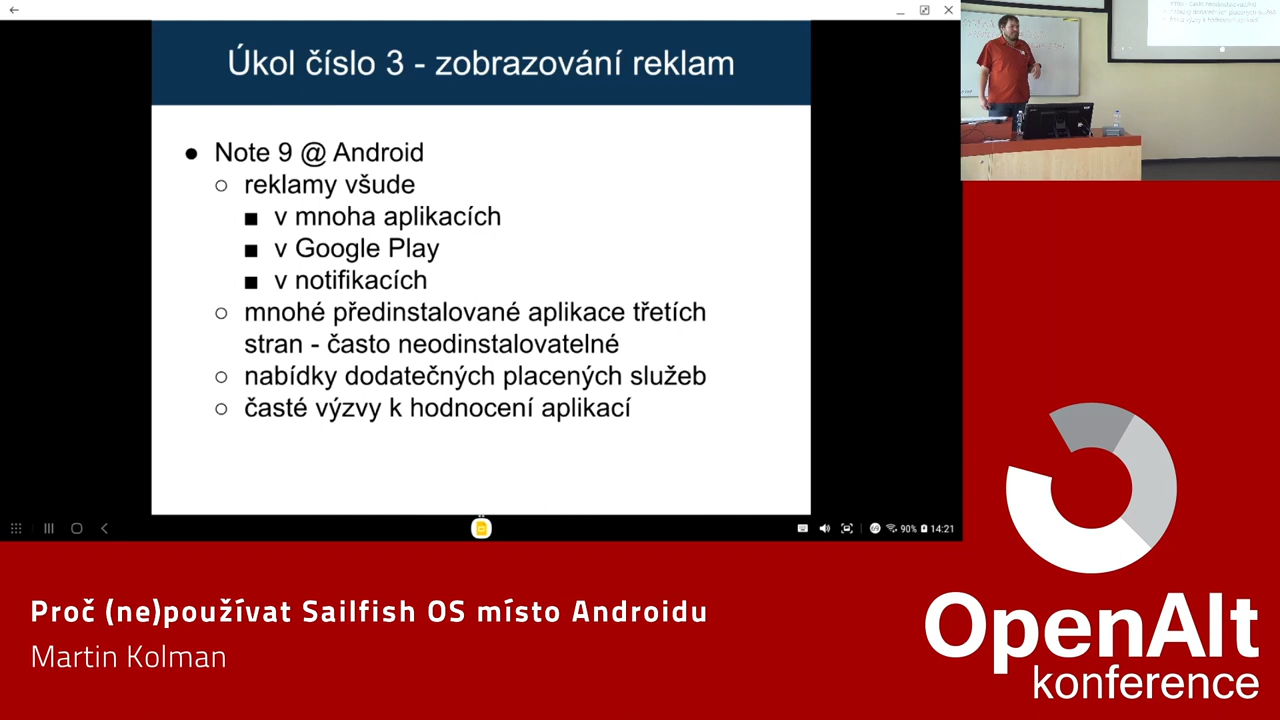 Úkol číslo 3 - zobrazování reklam
● Note 9 @ Android
○ reklamy všude
■ v mnoha aplikacích
■ v Google Play
■ v notifikacích
○ mnohé předinstalované aplikace třetích
stran - často neodinstalovatelné
○ nabídky dodatečných placených služeb
○ časté výzvy k hodnocení aplikací
90% 14:21
Proč (ne)používat Sailfish OS místo Androidu
Martin Kolman
OpenAlt
konference